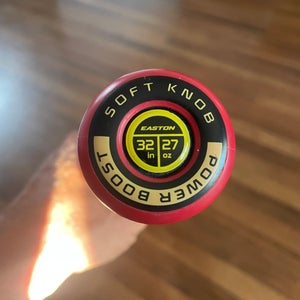 SOFT KNOB
EASTON
32 27
in oz
POWER BOOST